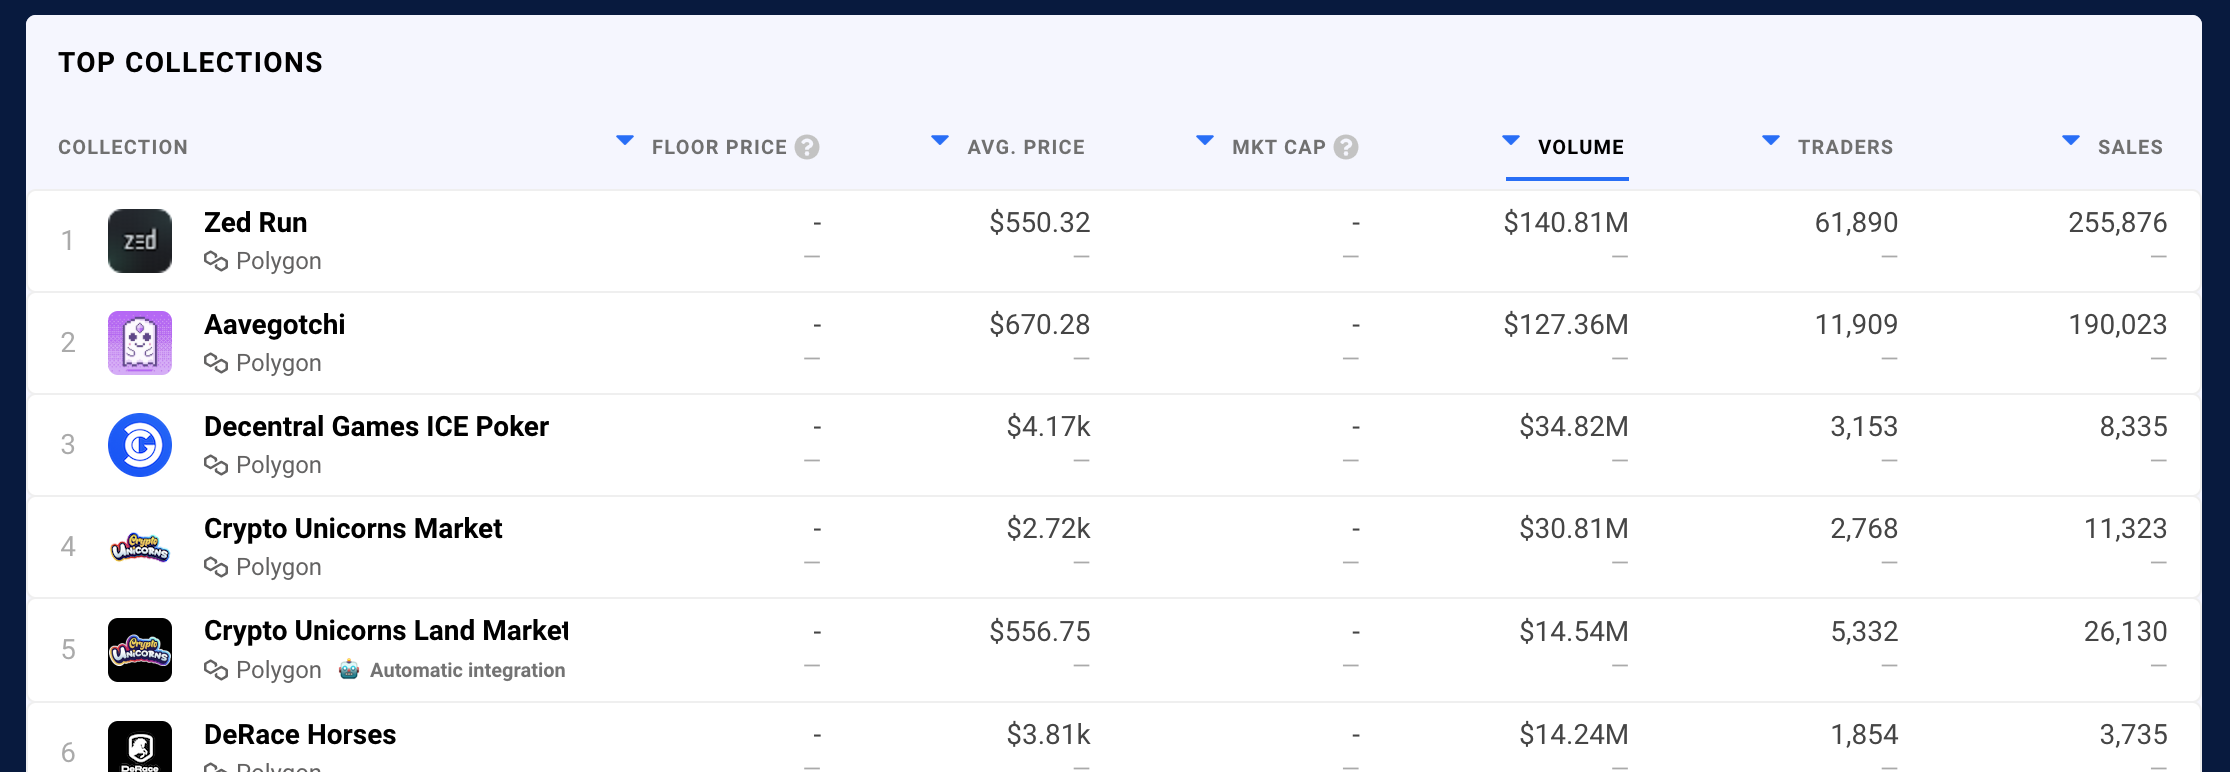 TOP COLLECTIONS
COLLECTION FLOOR PRICE ? AVG. PRICE MKT CAP ? VOLUME TRADERS SALES
1 zed Zed Run - $550.32 - $140.81M 61,890 255,876
Polygon — — — — — —
2 Aavegotchi - $670.28 - $127.36M 11,909 190,023
Polygon — — — — — —
3 Decentral Games ICE Poker - $4.17k - $34.82M 3,153 8,335
Polygon — — — — — —
4 Crypto Unicorns Crypto Unicorns Market - $2.72k - $30.81M 2,768 11,323
Polygon — — — — — —
5 Crypto Unicorns Crypto Unicorns Land Market - $556.75 - $14.54M 5,332 26,130
Polygon Automatic integration — — — — — —
6 DeRace DeRace Horses - $3.81k - $14.24M 1,854 3,735
Polygon — — — — — —